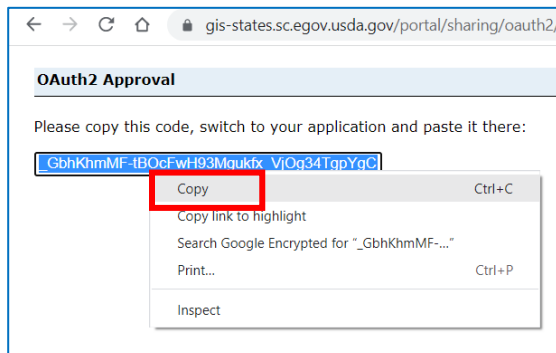 gis-states.sc.egov.usda.gov/portal/sharing/oauth2/
OAuth2 Approval
Please copy this code, switch to your application and paste it there:
_GbhKhmMF-tBOcFwH93Mgukfx_VjOg34TgpYgC
Copy Ctrl+C
Copy link to highlight
Search Google Encrypted for “_GbhKhmMF-...”
Print... Ctrl+P
Inspect